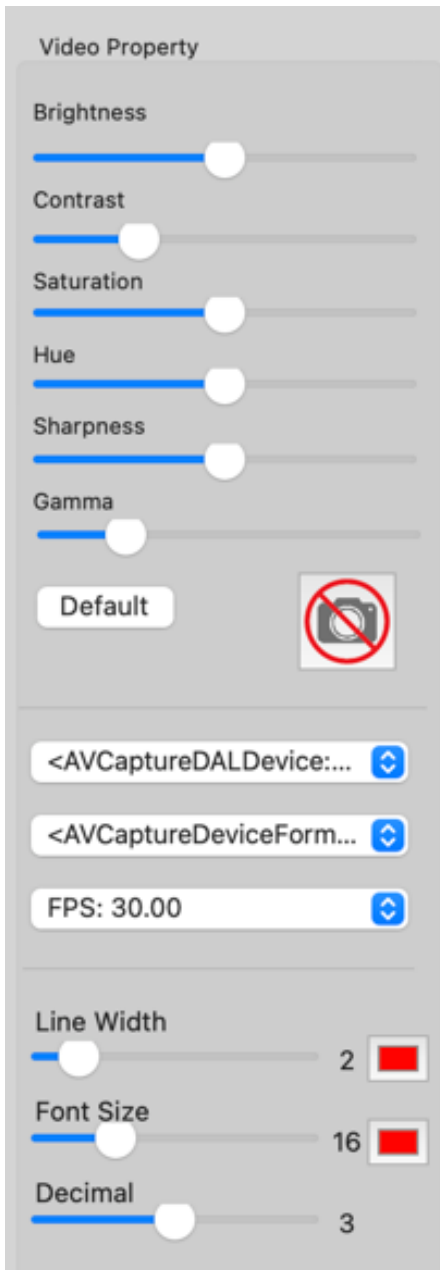 Video Property
Brightness
Contrast
Saturation
Hue
Sharpness
Gamma
Default
<AVCaptureDALDevice:...
<AVCaptureDeviceForm...
FPS: 30.00
Line Width
2
Font Size
16
Decimal
3